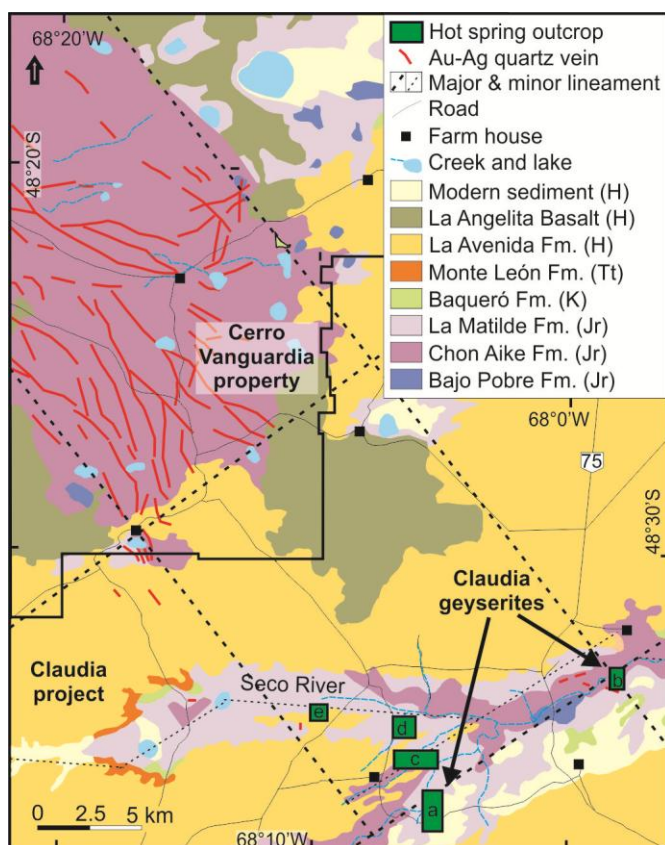 68°20'W
48°20'S
Hot spring outcrop
Au-Ag quartz vein
Major & minor lineament
Road
Farm house
Creek and lake
Modern sediment (H)
La Angelita Basalt (H)
La Avenida Fm. (H)
Monte León Fm. (Tt)
Baqueró Fm. (K)
La Matilde Fm. (Jr)
Chon Aike Fm. (Jr)
Bajo Pobre Fm. (Jr)
Cerro
Vanguardia
property
68°0'W
75
48°30'S
Claudia
geyserites
Claudia
project
Seco River
b
e
d
c
a
0 2.5 5 km
68°10'W